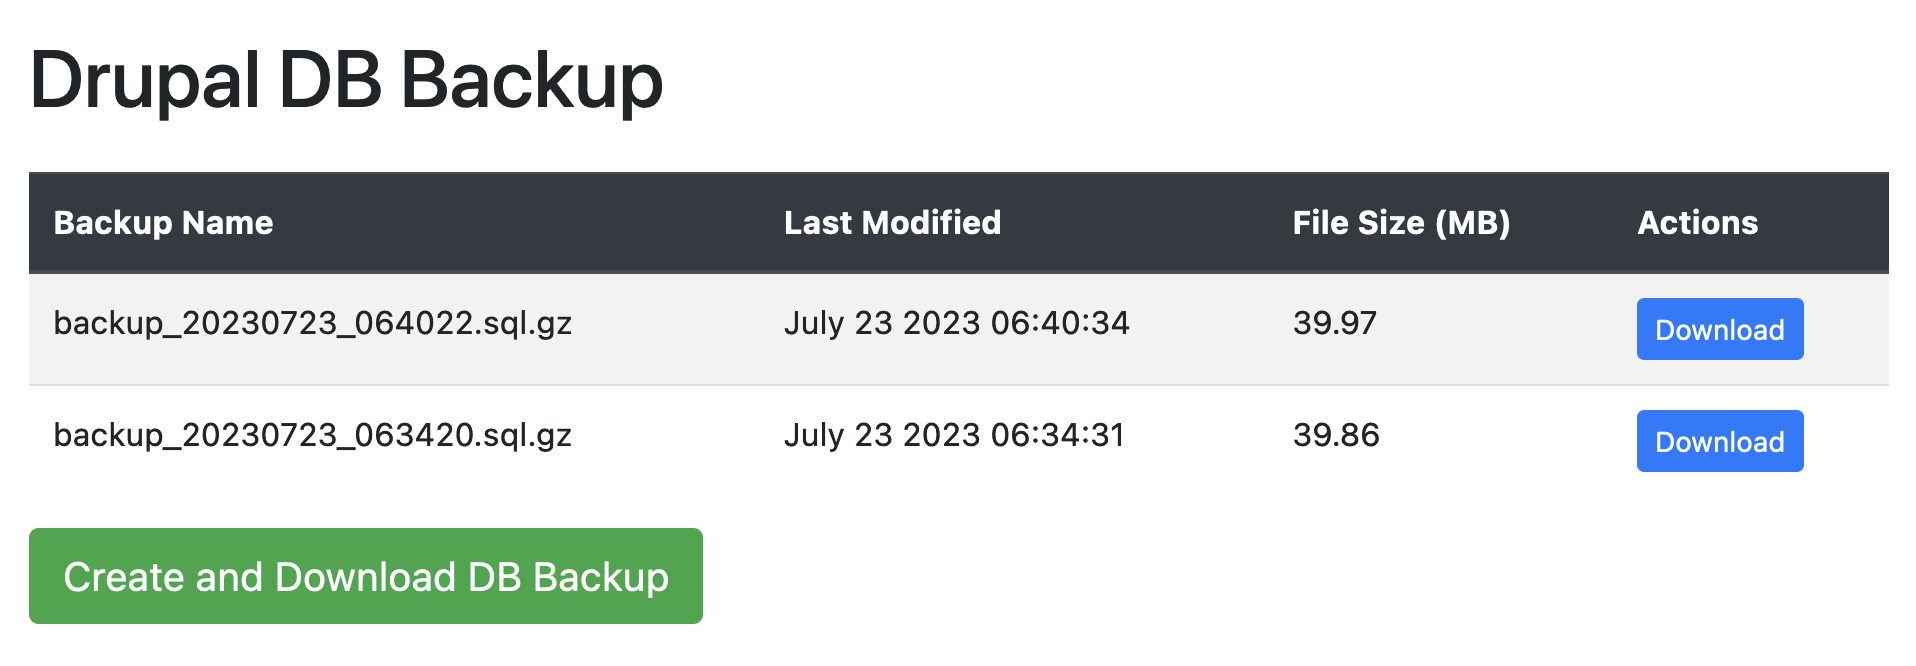 Drupal DB Backup
Backup Name Last Modified File Size (MB) Actions
backup_20230723_064022.sql.gz July 23 2023 06:40:34 39.97 Download
backup_20230723_063420.sql.gz July 23 2023 06:34:31 39.86 Download
Create and Download DB Backup